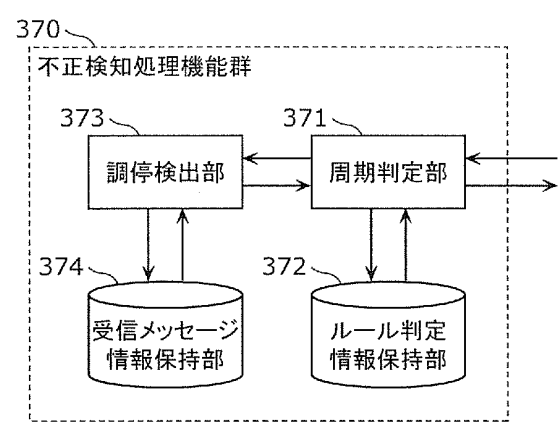 370
不正検知処理機能群
373
371
調停検出部
周期判定部
374
372
受信メッセージ
情報保持部
ルール判定
情報保持部